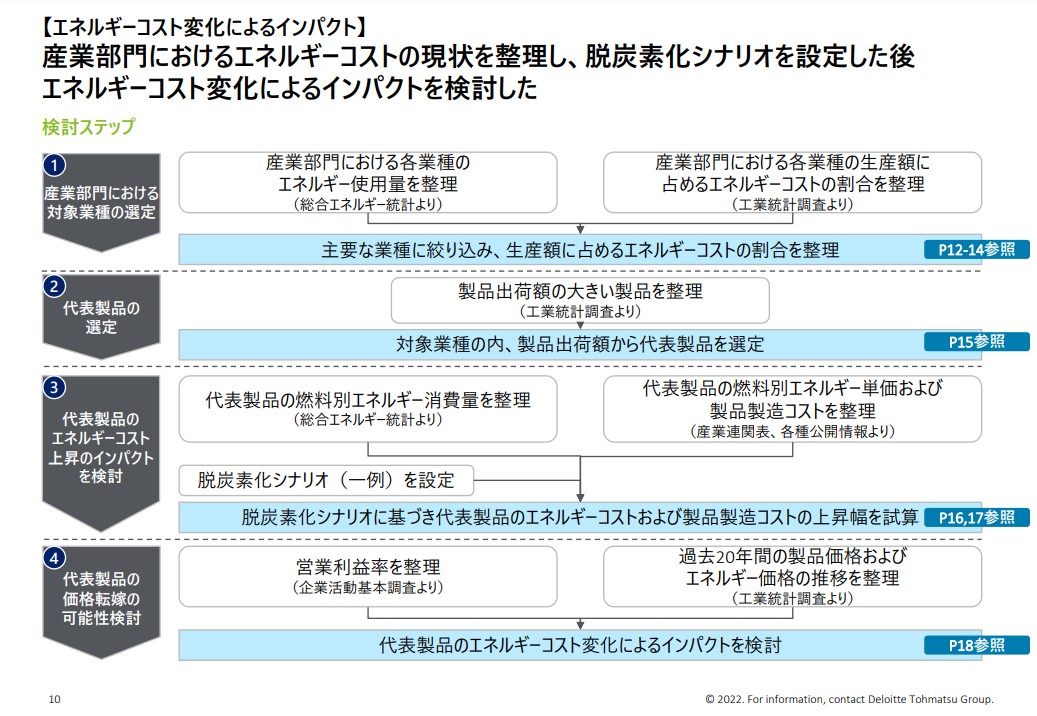 【エネルギーコスト変化によるインパクト】
産業部門におけるエネルギーコストの現状を整理し、脱炭素化シナリオを設定した後
エネルギーコスト変化によるインパクトを検討した
検討ステップ
1
産業部門における
対象業種の選定
産業部門における各業種の
エネルギー使用量を整理
（総合エネルギー統計より）
産業部門における各業種の生産額に
占めるエネルギーコストの割合を整理
（工業統計調査より）
主要な業種に絞り込み、生産額に占めるエネルギーコストの割合を整理
P12-14参照
2
代表製品の
選定
製品出荷額の大きい製品を整理
（工業統計調査より）
対象業種の内、製品出荷額から代表製品を選定
P15参照
3
代表製品の
エネルギーコスト
上昇のインパクト
を検討
代表製品の燃料別エネルギー消費量を整理
（総合エネルギー統計より）
代表製品の燃料別エネルギー単価および
製品製造コストを整理
（産業連関表、各種公開情報より）
脱炭素化シナリオ（一例）を設定
脱炭素化シナリオに基づき代表製品のエネルギーコストおよび製品製造コストの上昇幅を試算
P16,17参照
4
代表製品の
価格転嫁の
可能性検討
営業利益率を整理
（企業活動基本調査より）
過去20年間の製品価格および
エネルギー価格の推移を整理
（工業統計調査より）
代表製品のエネルギーコスト変化によるインパクトを検討
P18参照
10
© 2022. For information, contact Deloitte Tohmatsu Group.